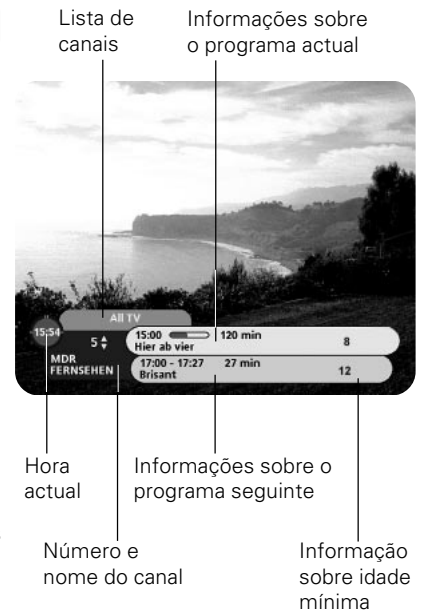 Lista de
canais
Informações sobre
o programa actual
All TV
15:54
5
MDR
FERNSEHEN
15:00 120 min
Hier ab vier
8
17:00 - 17:27 27 min
Brisant
12
Hora
actual
Informações sobre o
programa seguinte
Número e
nome do canal
Informação
sobre idade
mínima